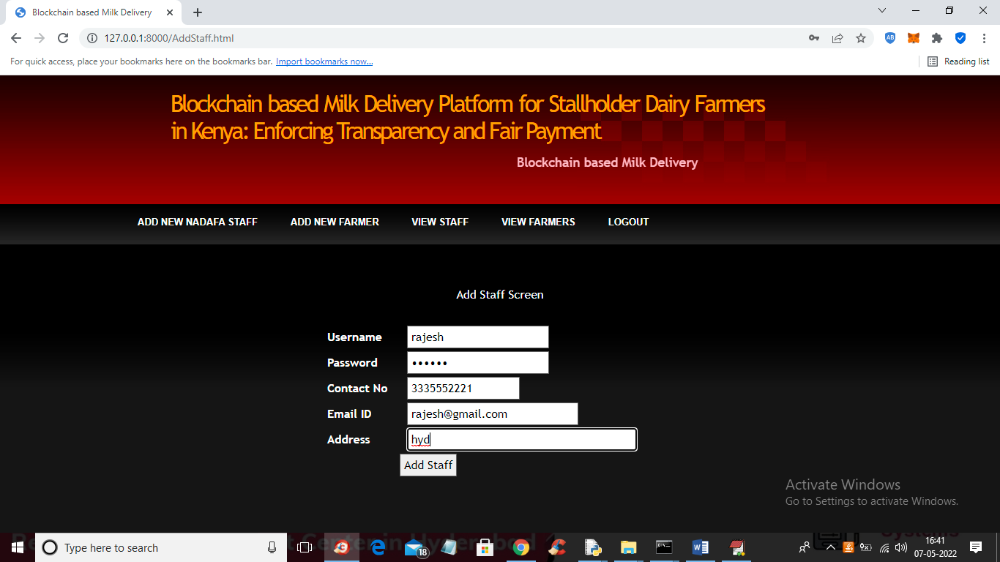 Blockchain based Milk Delivery
127.0.0.1:8000/AddStaff.html
AB
For quick access, place your bookmarks here on the bookmarks bar. Import bookmarks now...
Reading list
Blockchain based Milk Delivery Platform for Stallholder Dairy Farmers
in Kenya: Enforcing Transparency and Fair Payment
Blockchain based Milk Delivery
ADD NEW NADAFA STAFF ADD NEW FARMER VIEW STAFF VIEW FARMERS LOGOUT
Add Staff Screen
Username rajesh
Password ••••••
Contact No 3335552221
Email ID rajesh@gmail.com
Address hyd
Add Staff
Activate Windows
Go to Settings to activate Windows.
Type here to search
18
16:41
07-05-2022